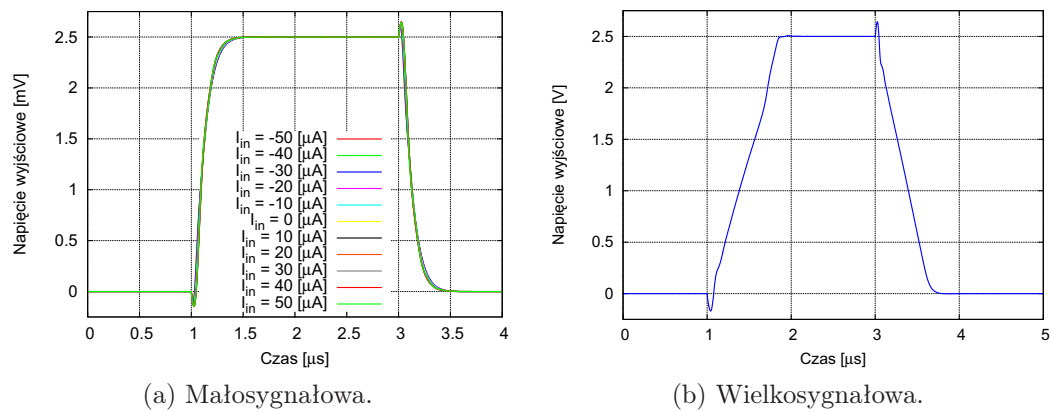 Napięcie wyjściowe [mV]
2.5
2
1.5
1
0.5
0
I_in = -50 [μA]
I_in = -40 [μA]
I_in = -30 [μA]
I_in = -20 [μA]
I_in = -10 [μA]
I_in = 0 [μA]
I_in = 10 [μA]
I_in = 20 [μA]
I_in = 30 [μA]
I_in = 40 [μA]
I_in = 50 [μA]
0 0.5 1 1.5 2 2.5 3 3.5 4
Czas [μs]
(a) Małosygnałowa.
Napięcie wyjściowe [V]
2.5
2
1.5
1
0.5
0
0 1 2 3 4 5
Czas [μs]
(b) Wielkosygnałowa.